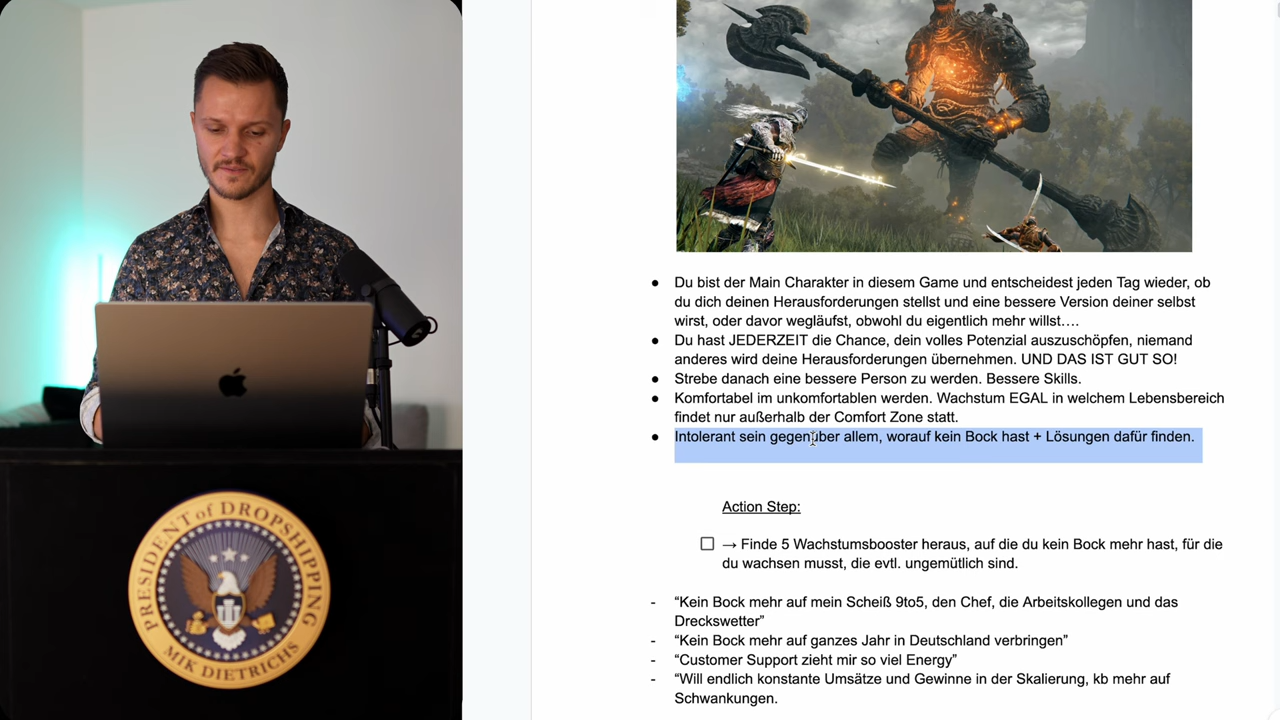 PRESIDENT of DROPSHIPPING
MIK DIETRICHS
● Du bist der Main Charakter in diesem Game und entscheidest jeden Tag wieder, ob
du dich deinen Herausforderungen stellst und eine bessere Version deiner selbst
wirst, oder davor wegläufst, obwohl du eigentlich mehr willst….
● Du hast JEDERZEIT die Chance, dein volles Potenzial auszuschöpfen, niemand
anderes wird deine Herausforderungen übernehmen. UND DAS IST GUT SO!
● Strebe danach eine bessere Person zu werden. Bessere Skills.
● Komfortabel im unkomfortablen werden. Wachstum EGAL in welchem Lebensbereich
findet nur außerhalb der Comfort Zone statt.
● Intolerant sein gegenüber allem, worauf kein Bock hast + Lösungen dafür finden.
Action Step:
→ Finde 5 Wachstumsbooster heraus, auf die du kein Bock mehr hast, für die
du wachsen musst, die evtl. ungemütlich sind.
- “Kein Bock mehr auf mein Scheiß 9to5, den Chef, die Arbeitskollegen und das
Dreckswetter”
- “Kein Bock mehr auf ganzes Jahr in Deutschland verbringen”
- “Customer Support zieht mir so viel Energy”
- “Will endlich konstante Umsätze und Gewinne in der Skalierung, kb mehr auf
Schwankungen.